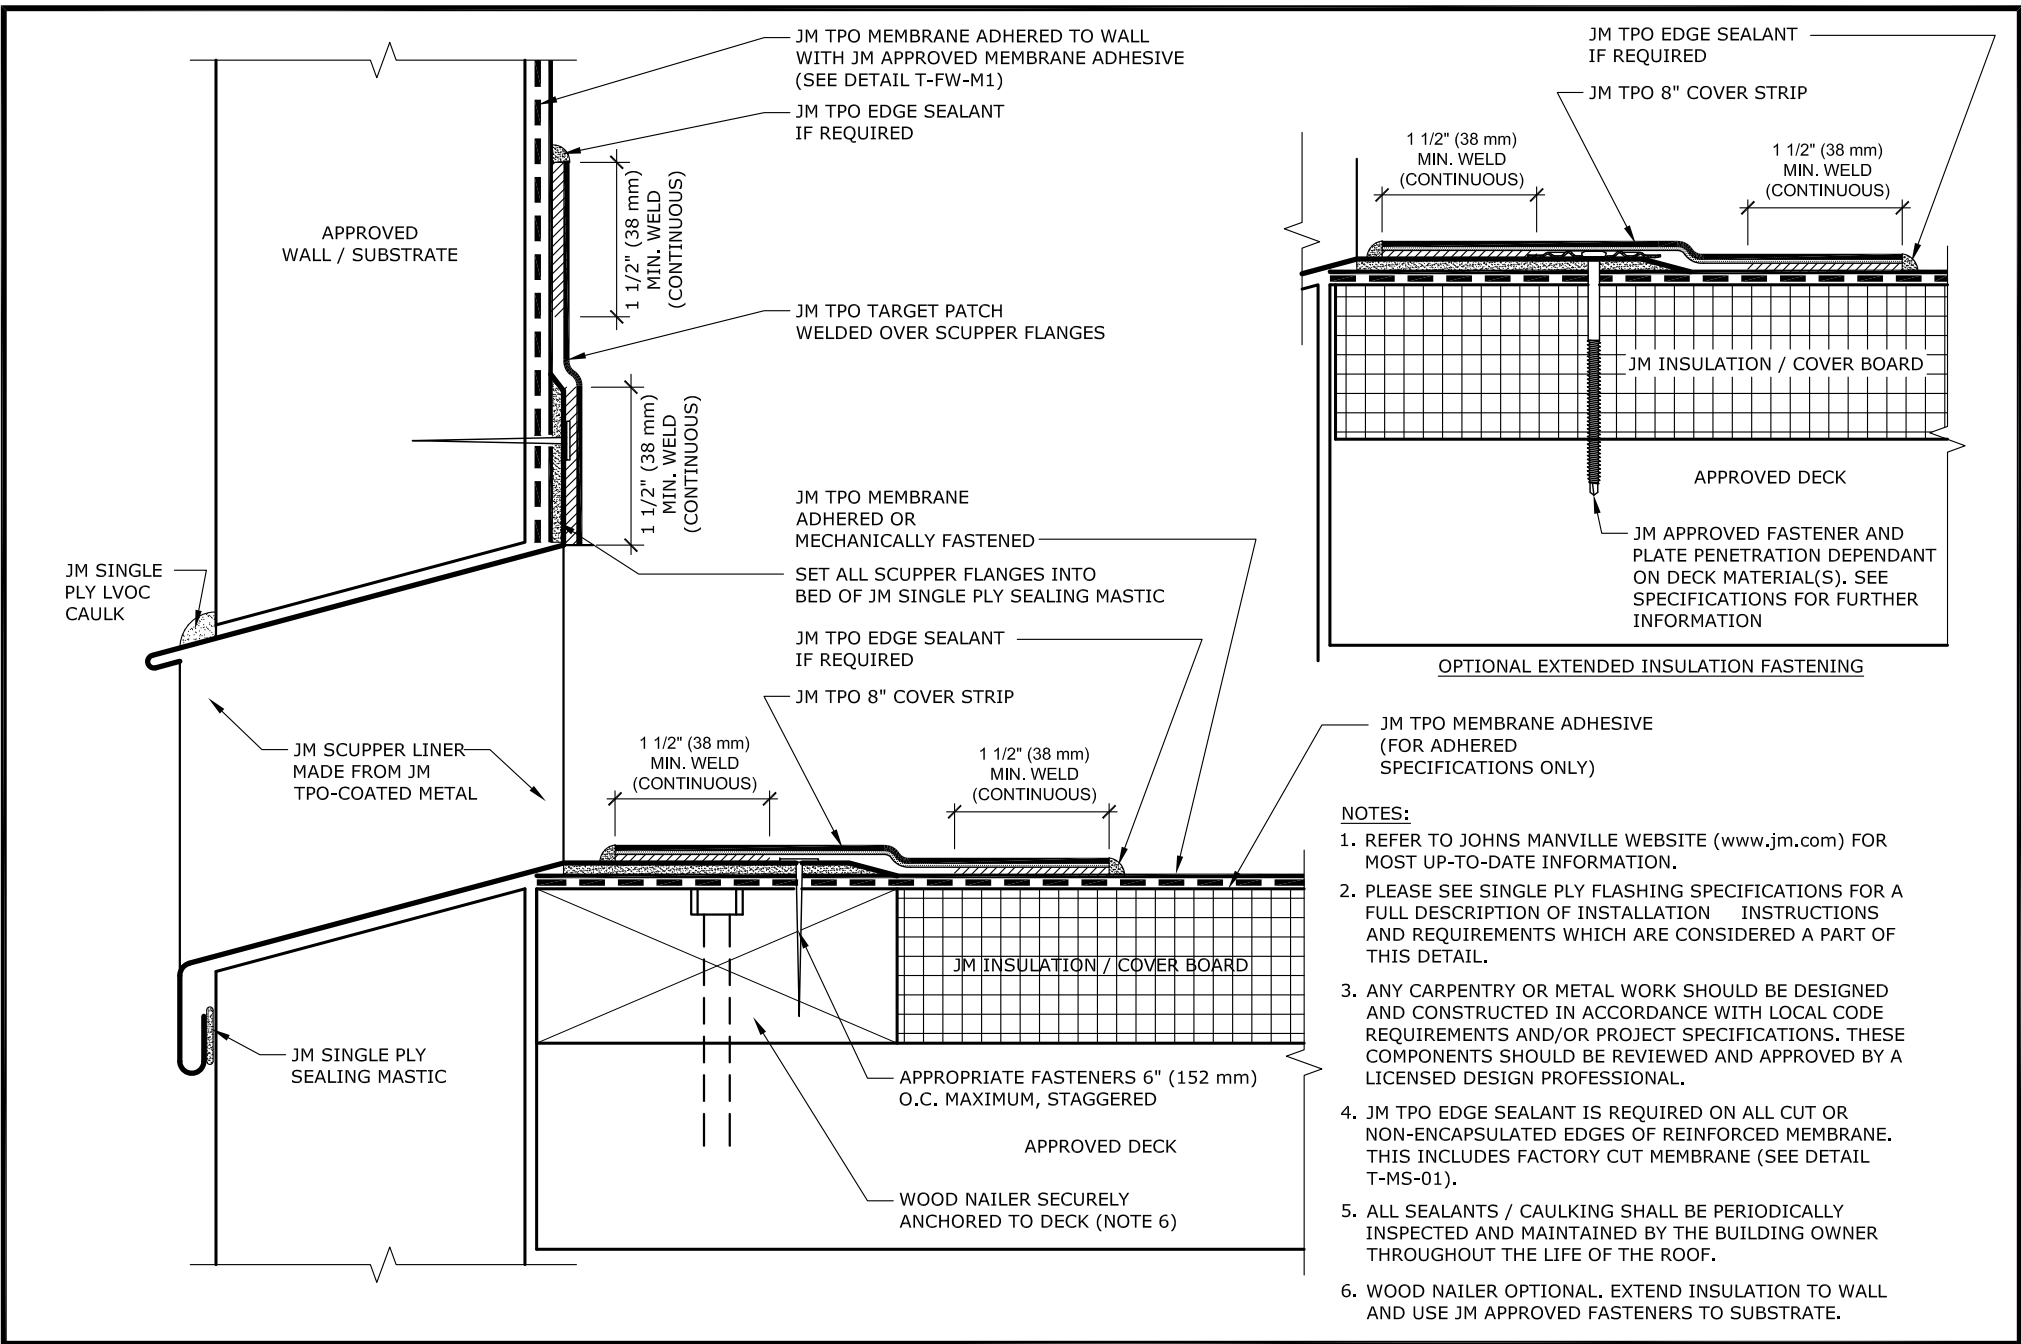 JM TPO MEMBRANE ADHERED TO WALL
WITH JM APPROVED MEMBRANE ADHESIVE
(SEE DETAIL T-FW-M1)
JM TPO EDGE SEALANT
IF REQUIRED
1 1/2" (38 mm)
MIN. WELD
(CONTINUOUS)
APPROVED
WALL / SUBSTRATE
JM TPO TARGET PATCH
WELDED OVER SCUPPER FLANGES
1 1/2" (38 mm)
MIN. WELD
(CONTINUOUS)
JM TPO MEMBRANE
ADHERED OR
MECHANICALLY FASTENED
SET ALL SCUPPER FLANGES INTO
BED OF JM SINGLE PLY SEALING MASTIC
JM SINGLE
PLY LVOC
CAULK
JM TPO EDGE SEALANT
IF REQUIRED
JM TPO 8" COVER STRIP
JM SCUPPER LINER
MADE FROM JM
TPO-COATED METAL
1 1/2" (38 mm)
MIN. WELD
(CONTINUOUS)
1 1/2" (38 mm)
MIN. WELD
(CONTINUOUS)
JM INSULATION / COVER BOARD
JM SINGLE PLY
SEALING MASTIC
APPROPRIATE FASTENERS 6" (152 mm)
O.C. MAXIMUM, STAGGERED
APPROVED DECK
WOOD NAILER SECURELY
ANCHORED TO DECK (NOTE 6)
JM TPO EDGE SEALANT
IF REQUIRED
JM TPO 8" COVER STRIP
1 1/2" (38 mm)
MIN. WELD
(CONTINUOUS)
1 1/2" (38 mm)
MIN. WELD
(CONTINUOUS)
JM INSULATION / COVER BOARD
APPROVED DECK
JM APPROVED FASTENER AND
PLATE PENETRATION DEPENDANT
ON DECK MATERIAL(S). SEE
SPECIFICATIONS FOR FURTHER
INFORMATION
OPTIONAL EXTENDED INSULATION FASTENING
JM TPO MEMBRANE ADHESIVE
(FOR ADHERED
SPECIFICATIONS ONLY)
NOTES:
1. REFER TO JOHNS MANVILLE WEBSITE (www.jm.com) FOR
MOST UP-TO-DATE INFORMATION.
2. PLEASE SEE SINGLE PLY FLASHING SPECIFICATIONS FOR A
FULL DESCRIPTION OF INSTALLATION INSTRUCTIONS
AND REQUIREMENTS WHICH ARE CONSIDERED A PART OF
THIS DETAIL.
3. ANY CARPENTRY OR METAL WORK SHOULD BE DESIGNED
AND CONSTRUCTED IN ACCORDANCE WITH LOCAL CODE
REQUIREMENTS AND/OR PROJECT SPECIFICATIONS. THESE
COMPONENTS SHOULD BE REVIEWED AND APPROVED BY A
LICENSED DESIGN PROFESSIONAL.
4. JM TPO EDGE SEALANT IS REQUIRED ON ALL CUT OR
NON-ENCAPSULATED EDGES OF REINFORCED MEMBRANE.
THIS INCLUDES FACTORY CUT MEMBRANE (SEE DETAIL
T-MS-01).
5. ALL SEALANTS / CAULKING SHALL BE PERIODICALLY
INSPECTED AND MAINTAINED BY THE BUILDING OWNER
THROUGHOUT THE LIFE OF THE ROOF.
6. WOOD NAILER OPTIONAL. EXTEND INSULATION TO WALL
AND USE JM APPROVED FASTENERS TO SUBSTRATE.